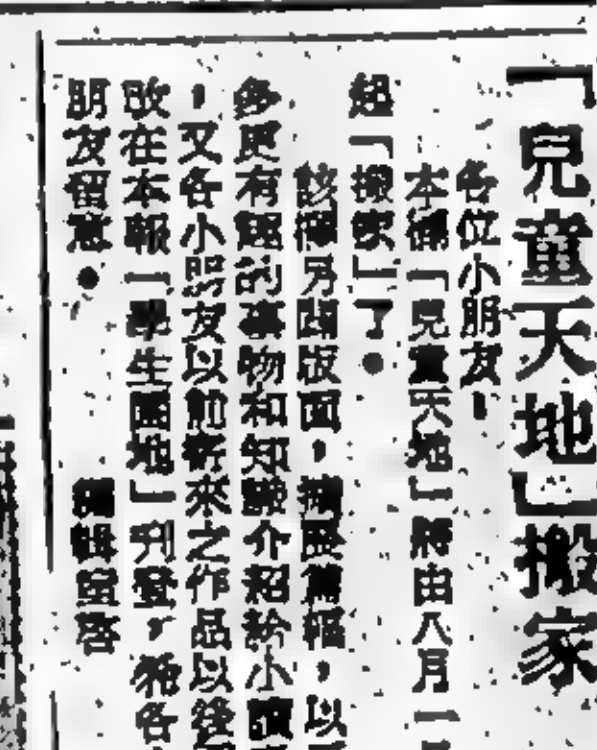 「兒童天地」搬家
各位小朋友，
本欄「兒童天地」將由八月一
起「搬家」了。
該欄另闢版面，擴篇幅，以
多更有趣的事物和知識介紹給小讀
，又各小朋友以前寄來之作品以後
改在本報「學生園地」刊登，希各
朋友留意。
編輯室啓